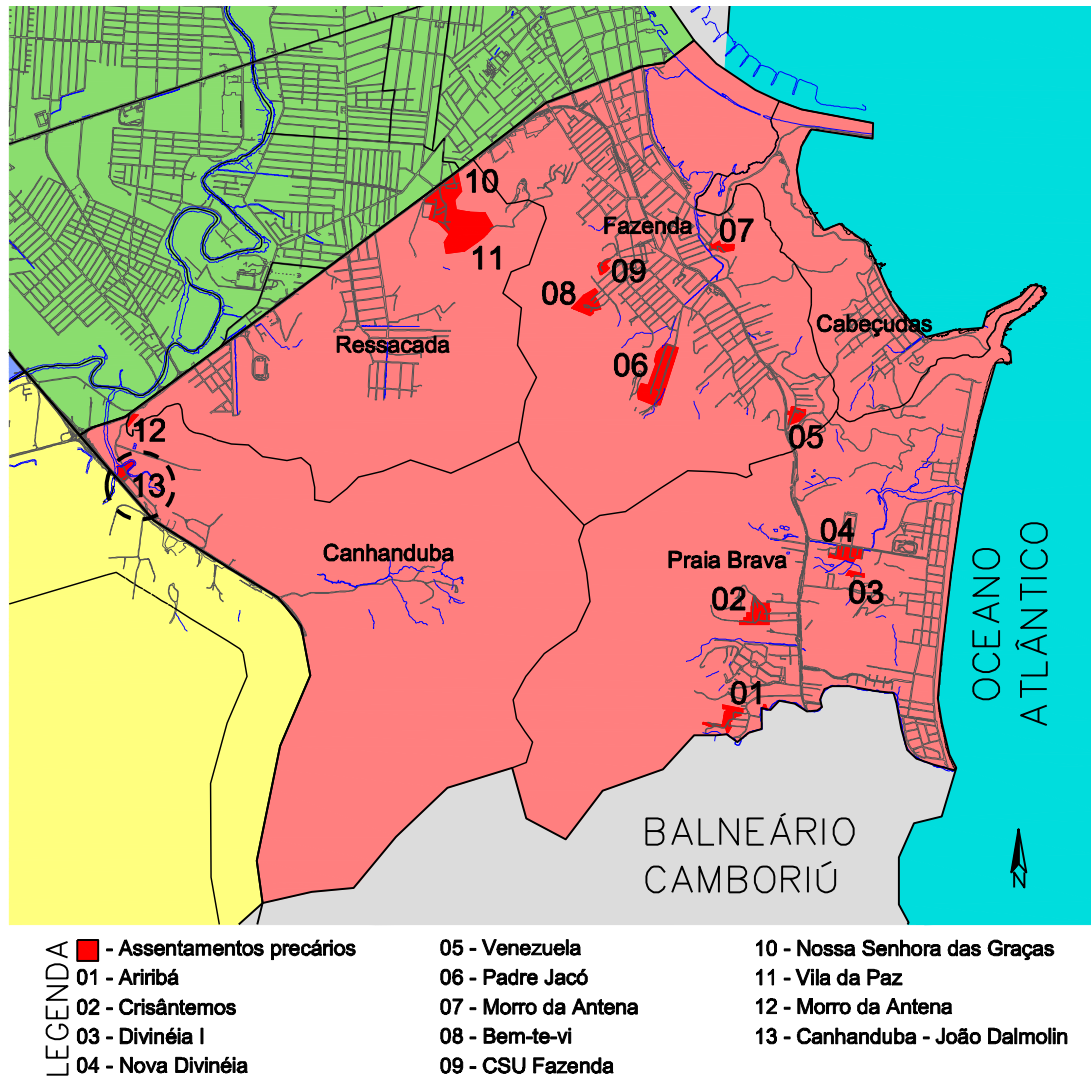 10
11
Fazenda
07
09
08
Cabeçudas
Ressacada
06
12
05
13
Canhanduba
04
Praia Brava
03
02
01
OCEANO
ATLÂNTICO
BALNEÁRIO
CAMBORIÚ
N
LEGENDA
- Assentamentos precários
01 - Ariribá
02 - Crisântemos
03 - Divinéia I
04 - Nova Divinéia
05 - Venezuela
06 - Padre Jacó
07 - Morro da Antena
08 - Bem-te-vi
09 - CSU Fazenda
10 - Nossa Senhora das Graças
11 - Vila da Paz
12 - Morro da Antena
13 - Canhanduba - João Dalmolin